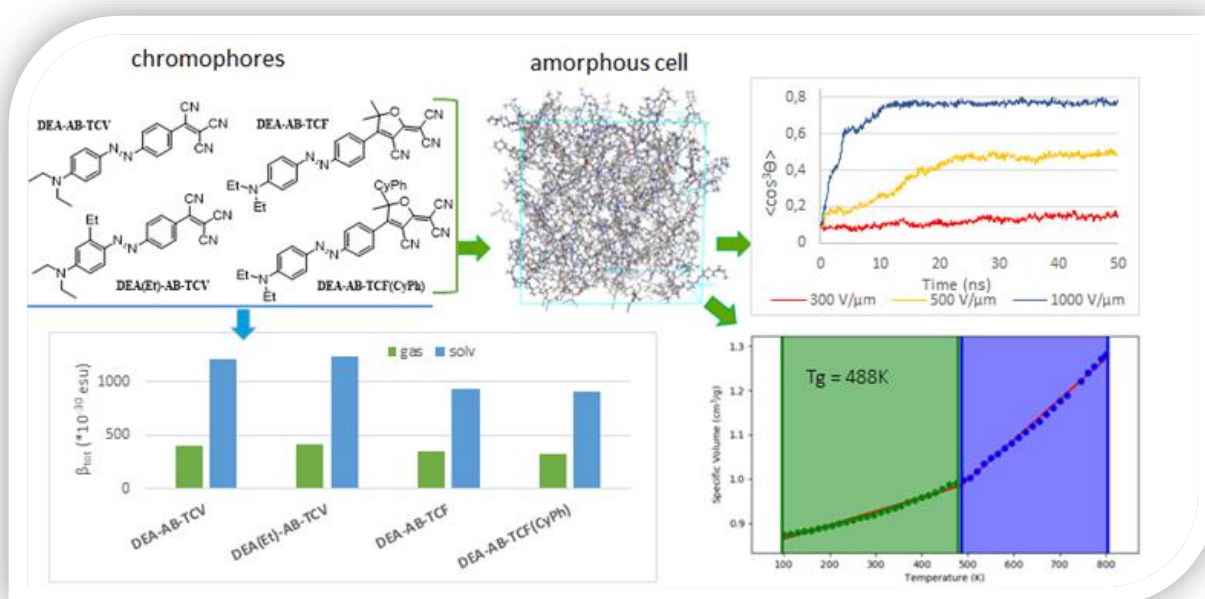 chromophores
amorphous cell
DEA-AB-TCV
CN
CN
CN
N
N
N
DEA-AB-TCF
O
CN
CN
CN
N
N
Et
N
Et
DEA(Et)-AB-TCV
Et
CN
CN
CN
N
N
N
DEA-AB-TCF(CyPh)
CyPh
O
CN
CN
CN
N
N
Et
N
Et
<cos³Θ>
0,8
0,6
0,4
0,2
0
0 10 20 30 40 50
Time (ns)
300 V/μm 500 V/μm 1000 V/μm
gas solv
βtot (*10⁻³⁰ esu)
1000
500
0
DEA-AB-TCV
DEA(Et)-AB-TCV
DEA-AB-TCF
DEA-AB-TCF(CyPh)
Tg = 488K
Specific Volume (cm³/g)
1.3
1.2
1.1
1.0
0.9
100 200 300 400 500 600 700 800
Temperature (K)